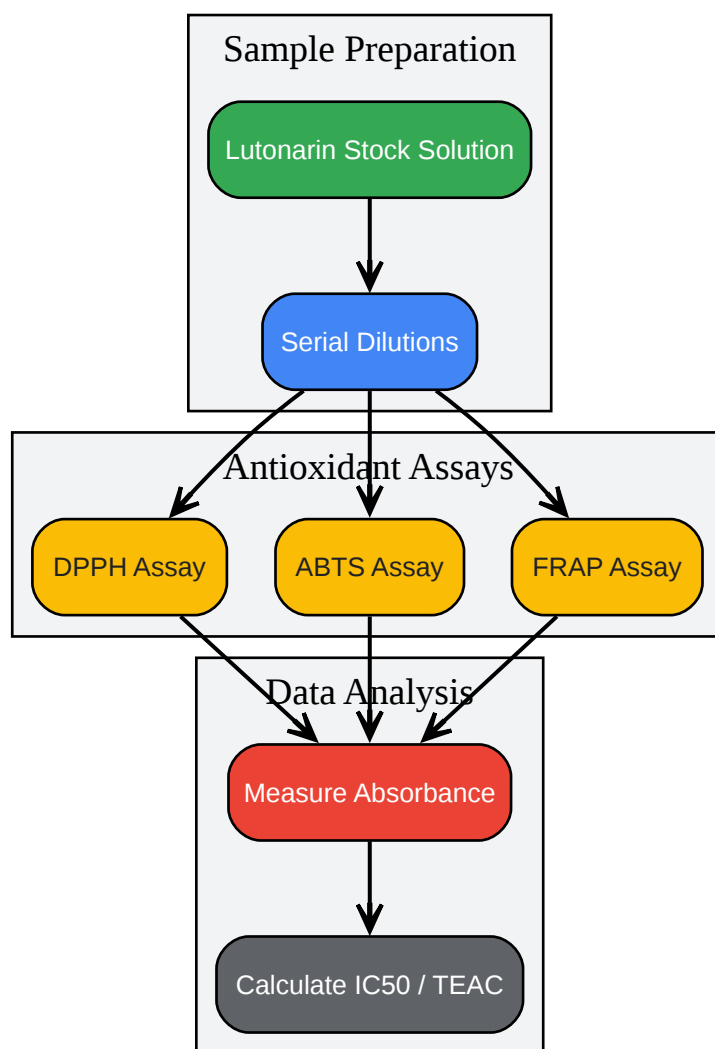 Sample Preparation
Lutonarin Stock Solution
Serial Dilutions
Antioxidant Assays
DPPH Assay
ABTS Assay
FRAP Assay
Data Analysis
Measure Absorbance
Calculate IC50 / TEAC